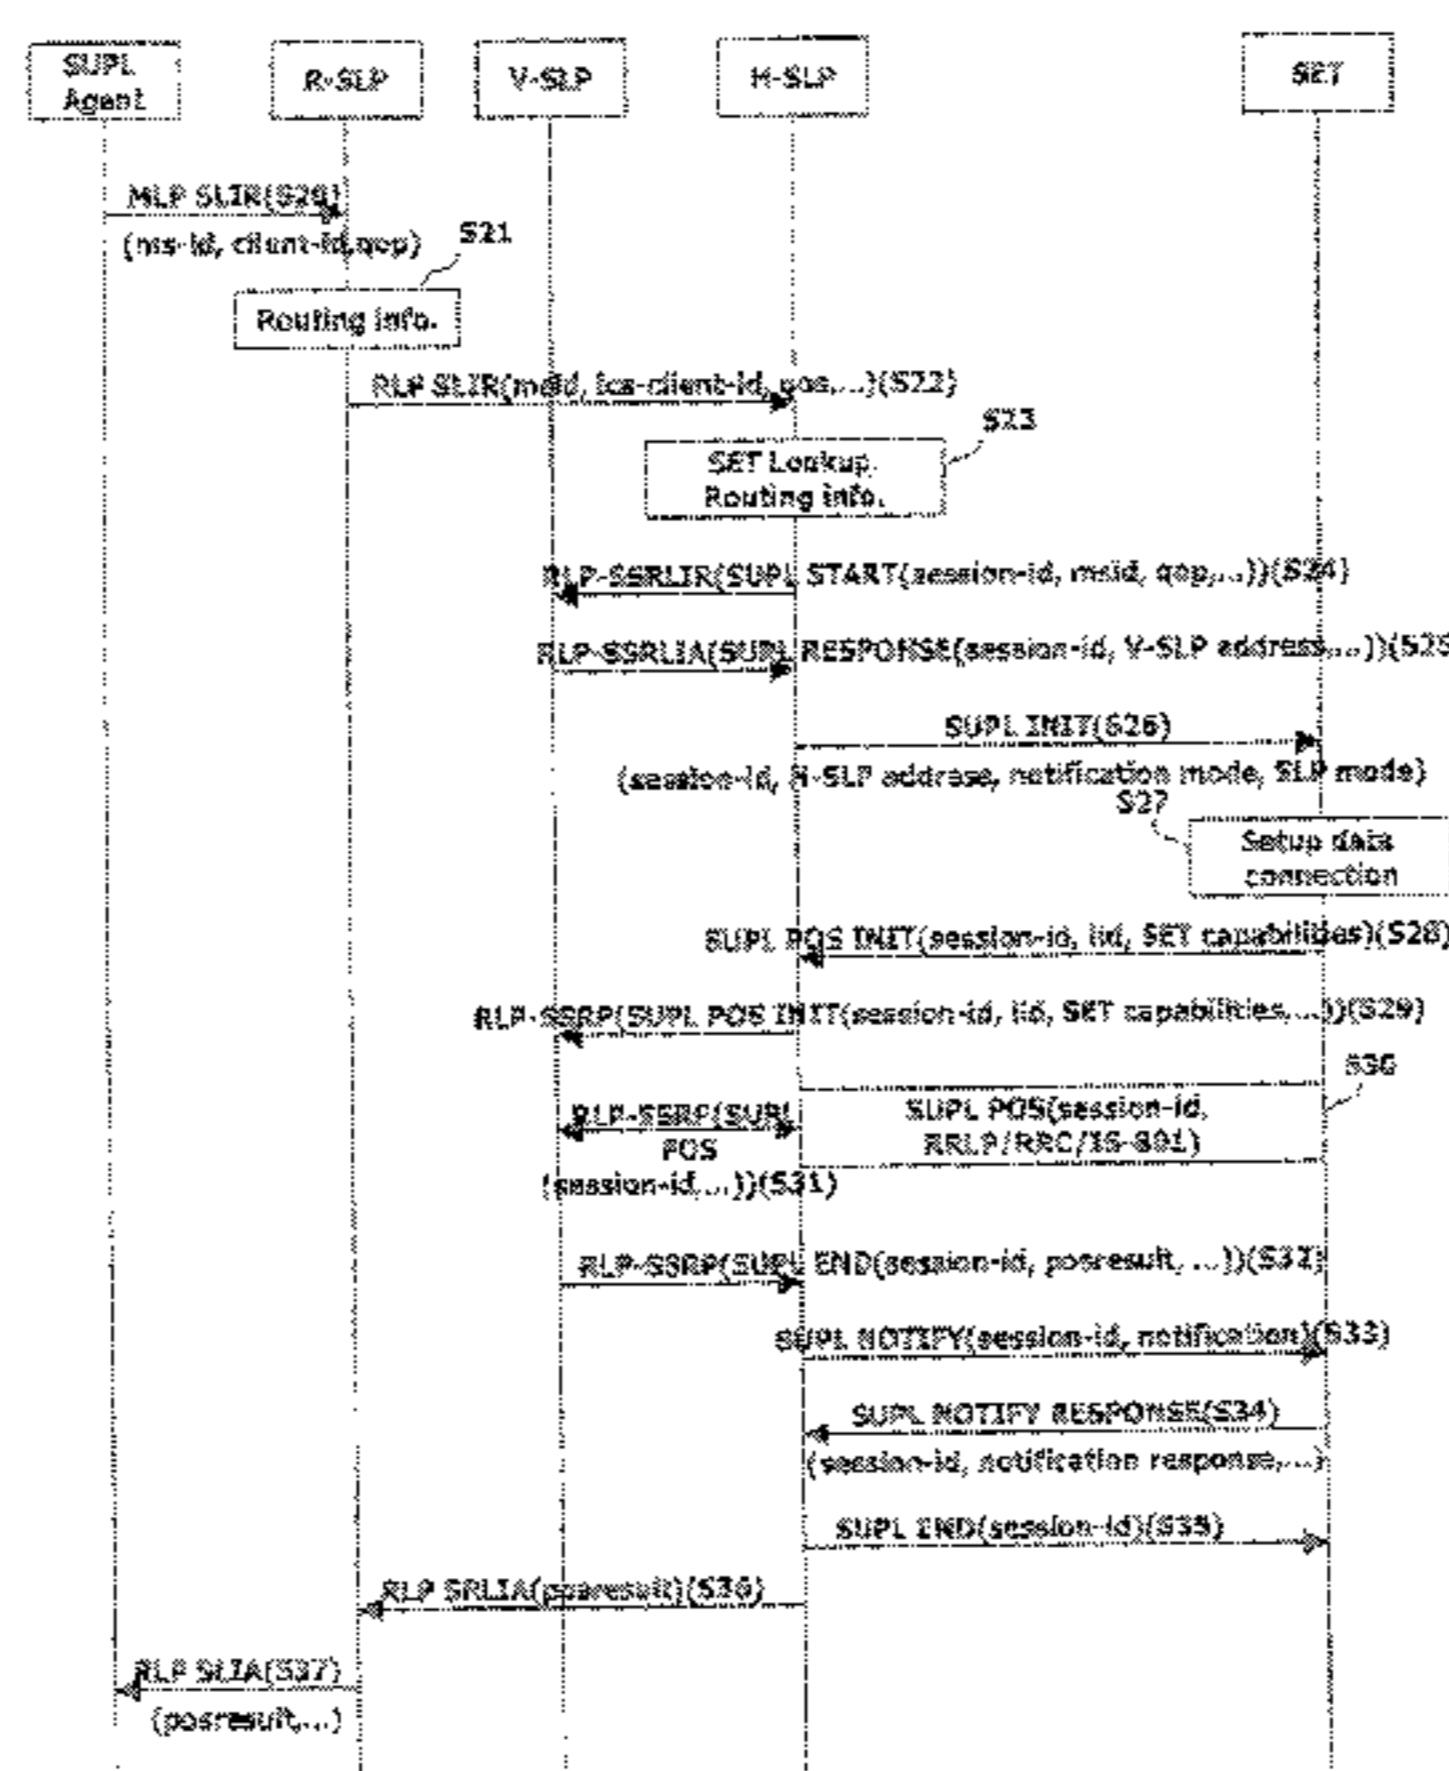 SUPL
Agent
R-SLP
V-SLP
H-SLP
SET
MLP SLIR(S20)
(ms-id, client-id,qop)
S21
Routing info.
RLP SLIR(msid, lcs-client-id, qos,...)(S22)
S23
SET Lookup.
Routing info.
RLP-SSRLIR(SUPL START(session-id, msid, qop,...))(S24)
RLP-SSRLIA(SUPL RESPONSE(session-id, V-SLP address,...))(S25
SUPL INIT(S26)
(session-id, H-SLP address, notification mode, SLP mode)
S27
Setup data
connection
SUPL POS INIT(session-id, lid, SET capabilities)(S28)
RLP-SSRP(SUPL POS INIT(session-id, lid, SET capabilities,...))(S29)
S30
SUPL POS(session-id,
RRLP/RRC/IS-801)
RLP-SSRP(SUPL
POS
(session-id,...))(S31)
RLP-SSRP(SUPL END(session-id, posresult, ...))(S32)
SUPL NOTIFY(session-id, notification)(S33)
SUPL NOTIFY RESPONSE(S34)
(session-id, notification response,...)
SUPL END(session-id)(S35)
RLP SRLIA(posresult)(S36)
RLP SLIA(S37)
(posresult,...)